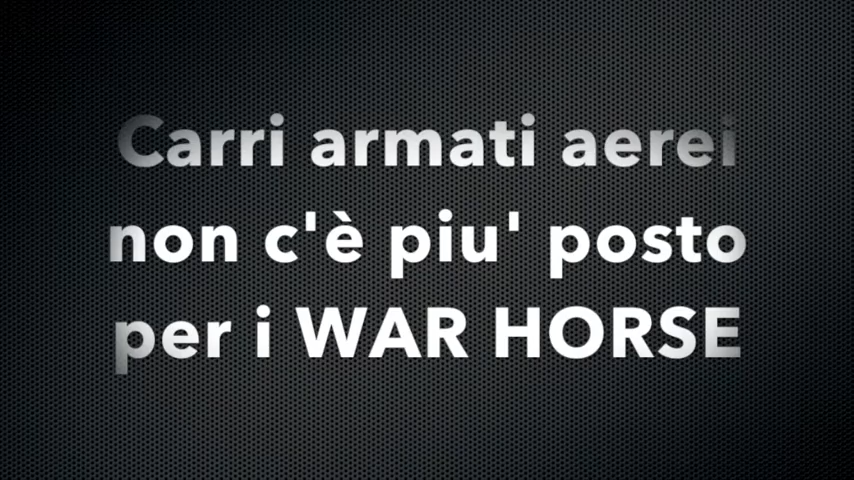 Carri armati aerei
non c'è piu' posto
per i WAR HORSE